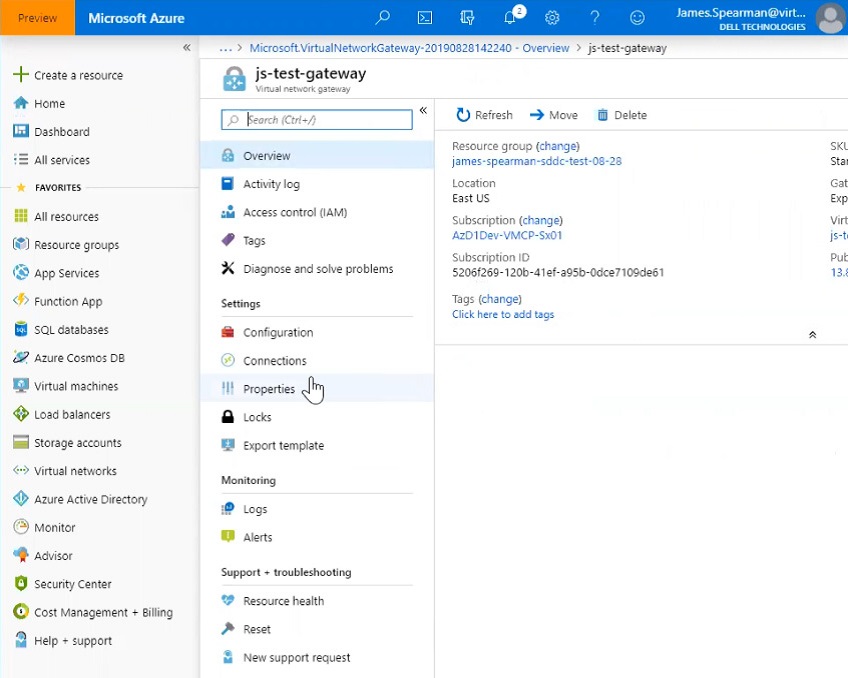 Preview
Microsoft Azure
2
James.Spearman@virt...
DELL TECHNOLOGIES
«
... > Microsoft.VirtualNetworkGateway-20190828142240 - Overview > js-test-gateway
Create a resource
Home
Dashboard
All services
FAVORITES
All resources
Resource groups
App Services
Function App
SQL databases
Azure Cosmos DB
Virtual machines
Load balancers
Storage accounts
Virtual networks
Azure Active Directory
Monitor
Advisor
Security Center
Cost Management + Billing
Help + support
js-test-gateway
Virtual network gateway
Search (Ctrl+/)
«
Overview
Activity log
Access control (IAM)
Tags
Diagnose and solve problems
Settings
Configuration
Connections
Properties
Locks
Export template
Monitoring
Logs
Alerts
Support + troubleshooting
Resource health
Reset
New support request
Refresh
Move
Delete
Resource group (change)
james-spearman-sddc-test-08-28
Location
East US
Subscription (change)
AzD1Dev-VMCP-Sx01
Subscription ID
5206f269-120b-41ef-a95b-0dce7109de61
Tags (change)
Click here to add tags
SKU
Star
Gat
Exp
Virt
js-te
Pub
13.8